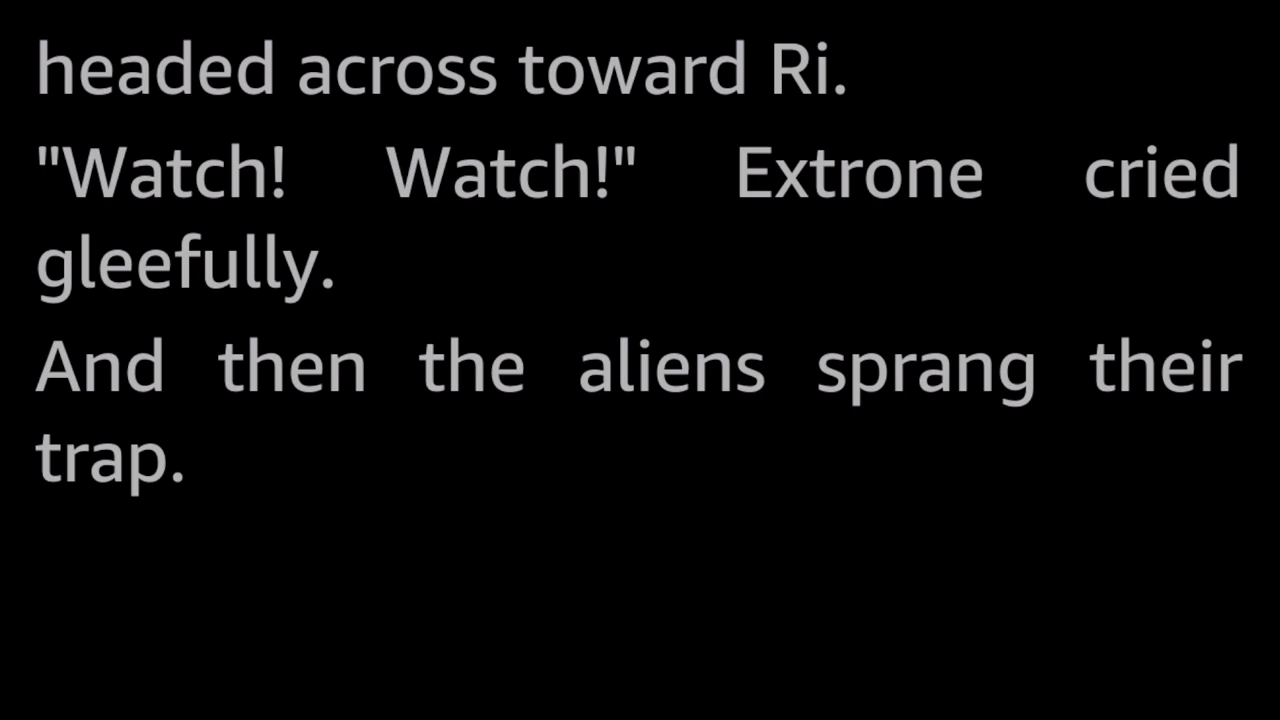 headed across toward Ri.
"Watch! Watch!" Extrone cried
gleefully.
And then the aliens sprang their
trap.